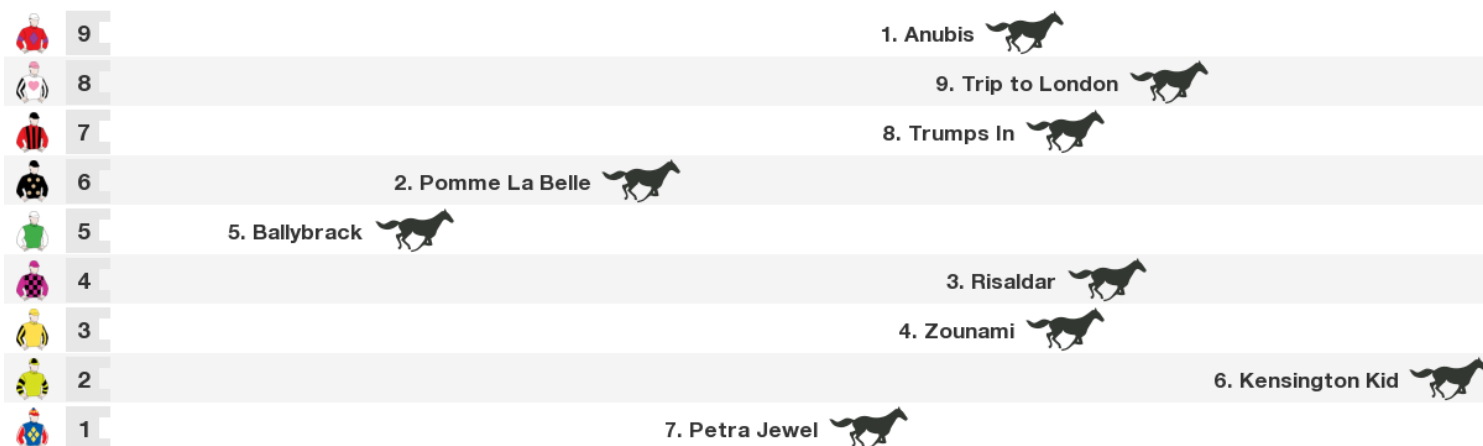 9 1. Anubis
8 9. Trip to London
7 8. Trumps In
6 2. Pomme La Belle
5 5. Ballybrack
4 3. Risaldar
3 4. Zounami
2 6. Kensington Kid
1 7. Petra Jewel